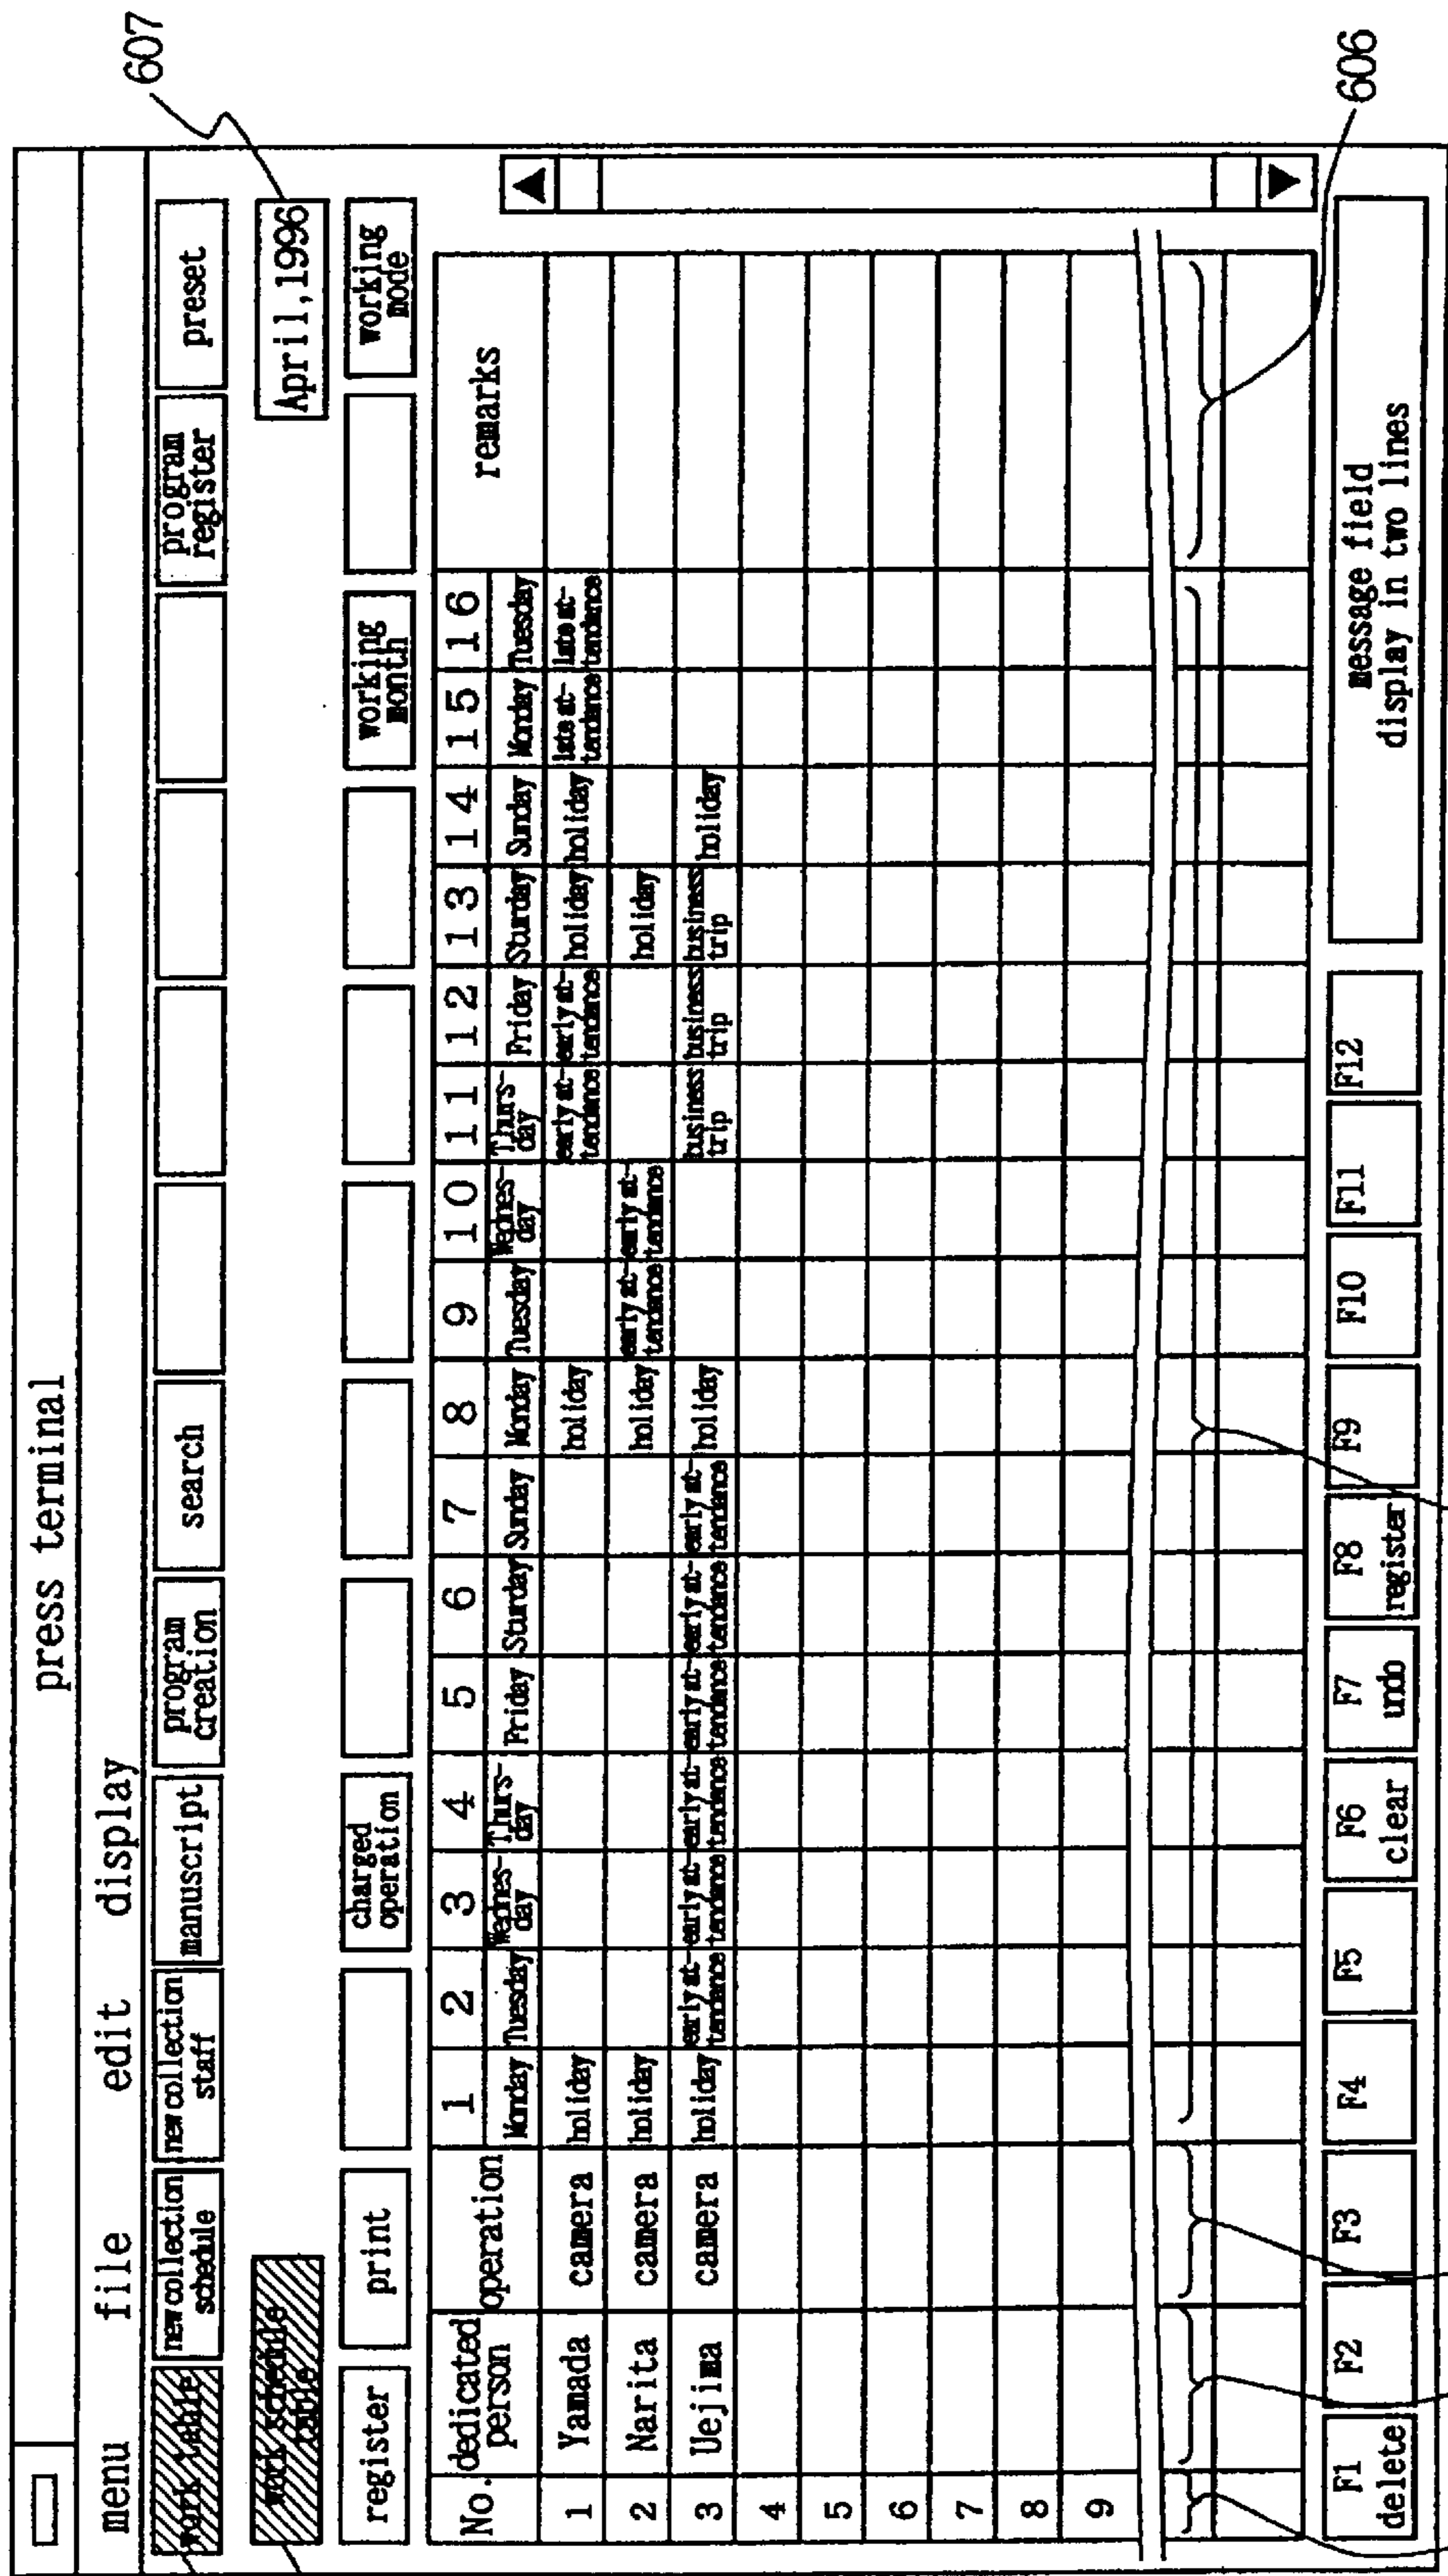 607
press terminal
menu file edit display
work table
new collection
schedule
new collection
staff
manuscript
program
creation
search
program
register
preset
work schedule
table
April,1996
register
print
charged
operation
working
month
working
mode
No. dedicated
person
operation
1 2 3 4 5 6 7 8 9 10 11 12 13 14 15 16
remarks
Monday Tuesday Wednes-
day Thurs-
day Friday Sturday Sunday Monday Tuesday Wednes-
day Thurs-
day Friday Sturday Sunday Monday Tuesday
1 Yamada camera holiday holiday early at-
tendance early at-
tendance holiday holiday late at-
tendance late at-
tendance
2 Narita camera holiday holiday early at-
tendance early at-
tendance holiday
3 Uejima camera holiday early at-
tendance early at-
tendance early at-
tendance early at-
tendance early at-
tendance early at-
tendance holiday business
trip business
trip business
trip holiday
4
5
6
7
8
9
606
F1
delete
F2
F3
F4
F5
F6
clear
F7
undo
F8
register
F9
F10
F11
F12
message field
display in two lines